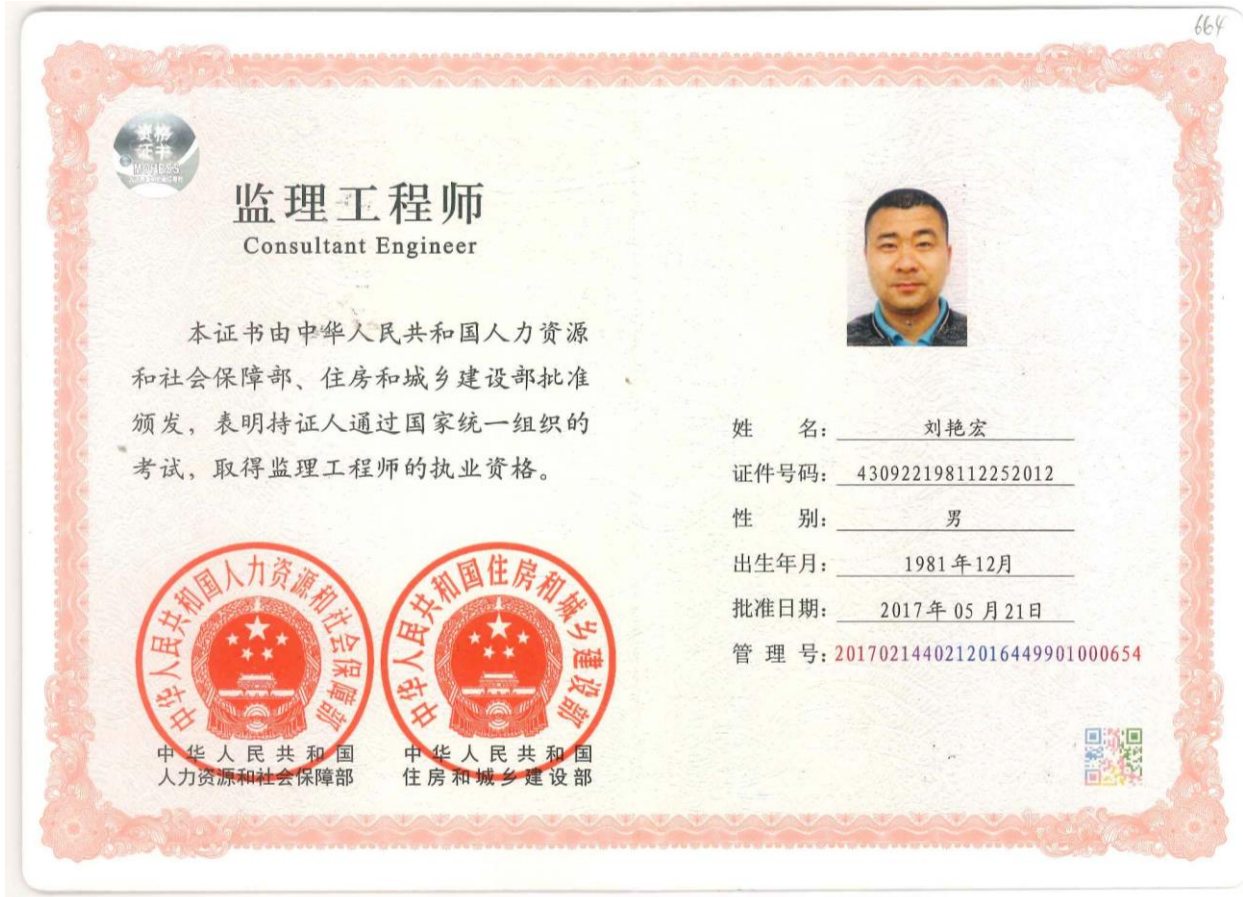 664
资格
证书
MOHRSS
监理工程师
Consultant Engineer
本证书由中华人民共和国人力资源
和社会保障部、住房和城乡建设部批准
颁发，表明持证人通过国家统一组织的
考试，取得监理工程师的执业资格。
中华人民共和国人力资源和社会保障部
中华人民共和国住房和城乡建设部
中华人民共和国
人力资源和社会保障部
中华人民共和国
住房和城乡建设部
姓名：刘艳宏
证件号码：430922198112252012
性别：男
出生年月：1981年12月
批准日期：2017年05月21日
管理号：2017021440212016449901000654